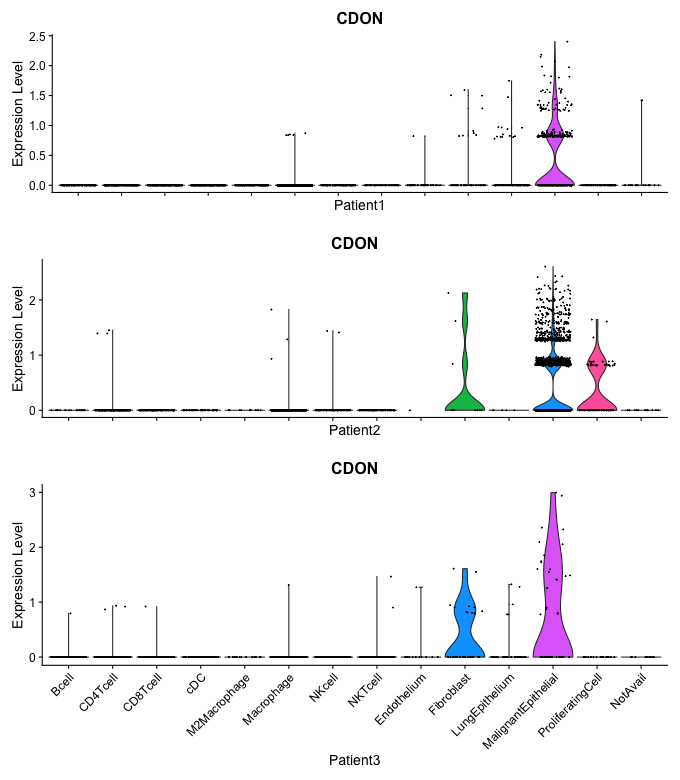 CDON
Expression Level
2.5
2.0
1.5
1.0
0.5
0.0
Patient1
CDON
Expression Level
2
1
0
Patient2
CDON
Expression Level
3
2
1
0
Bcell
CD4Tcell
CD8Tcell
cDC
M2Macrophage
Macrophage
NKcell
NKTcell
Endothelium
Fibroblast
LungEpithelium
MalignantEpithelial
ProliferatingCell
NotAvail
Patient3